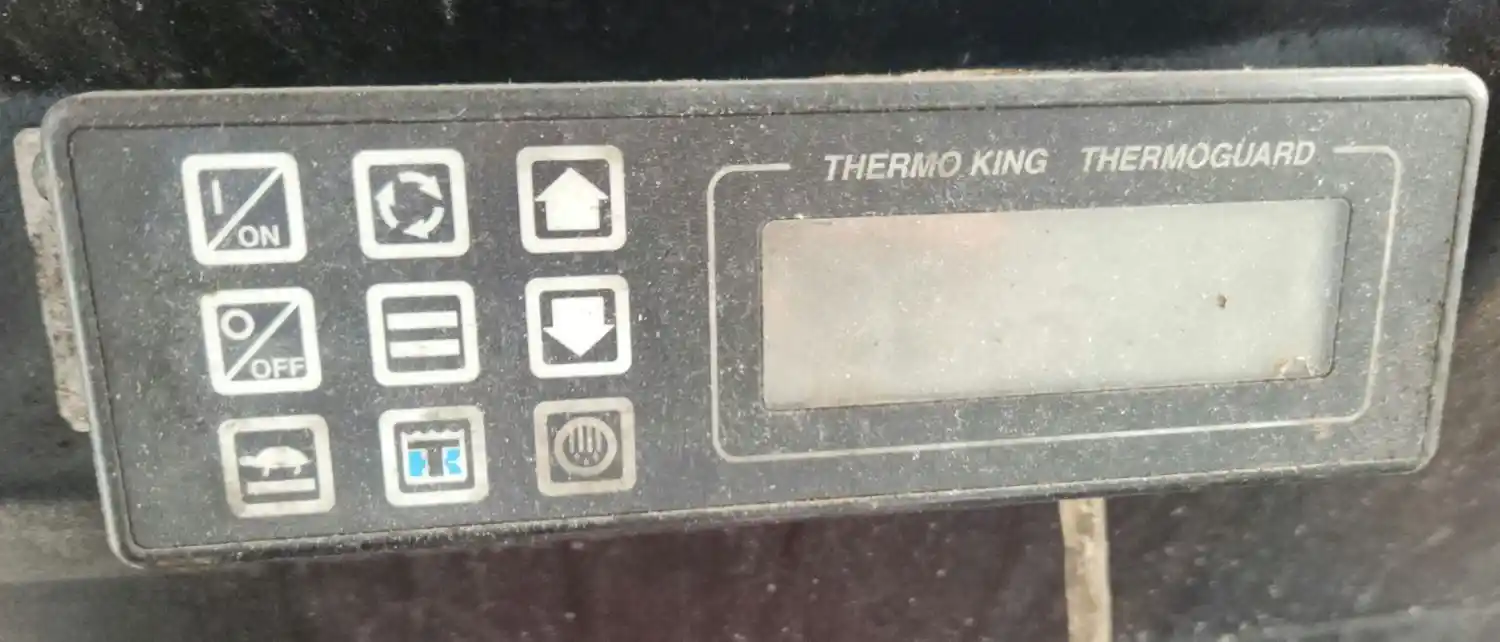 THERMO KING THERMOGUARD
I/ON
O/OFF